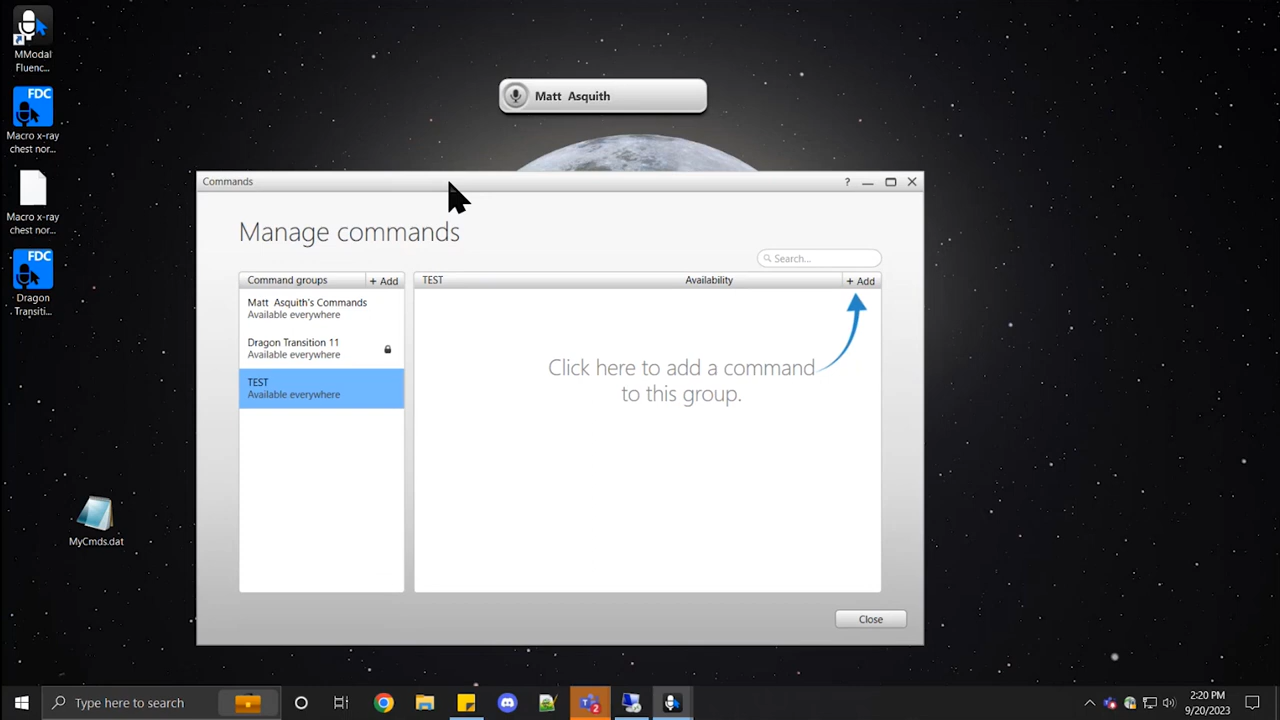 MModal
Fluenc...
FDC
Macro x-ray
chest nor...
Macro x-ray
chest nor...
FDC
Dragon
Transiti...
MyCmds.dat
Matt Asquith
Commands
?
Manage commands
Search...
Command groups
+ Add
TEST
Availability
+ Add
Matt Asquith's Commands
Available everywhere
Dragon Transition 11
Available everywhere
TEST
Available everywhere
Click here to add a command
to this group.
Close
Type here to search
2
2:20 PM
9/20/2023